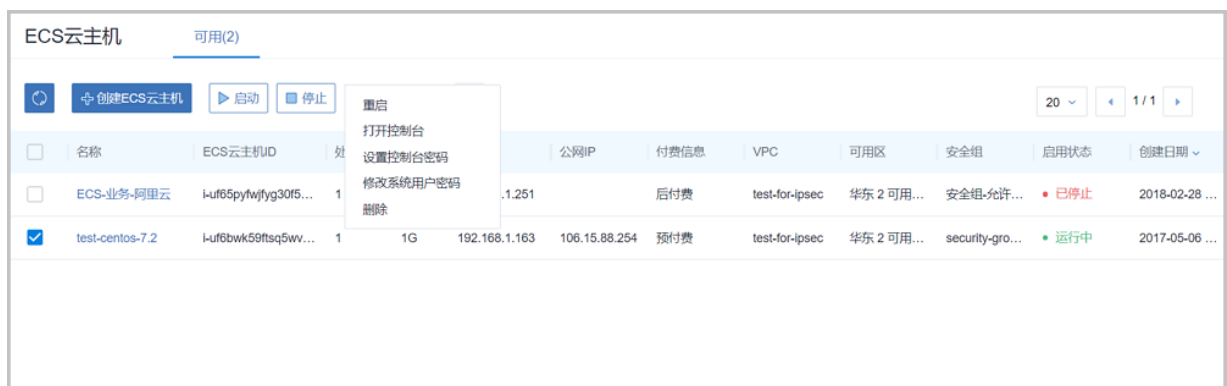 ECS云主机 可用(2)
创建ECS云主机 启动 停止 20 1 / 1
重启
打开控制台
设置控制台密码
修改系统用户密码
删除
名称 ECS云主机ID 公网IP 付费信息 VPC 可用区 安全组 启用状态 创建日期
ECS-业务-阿里云 i-uf65pyfwjfyg30f5... 1 .1.251 后付费 test-for-ipsec 华东 2 可用... 安全组-允许... 已停止 2018-02-28 ...
test-centos-7.2 i-uf6bwk59ftsq5wv... 1 1G 192.168.1.163 106.15.88.254 预付费 test-for-ipsec 华东 2 可用... security-gro... 运行中 2017-05-06 ...